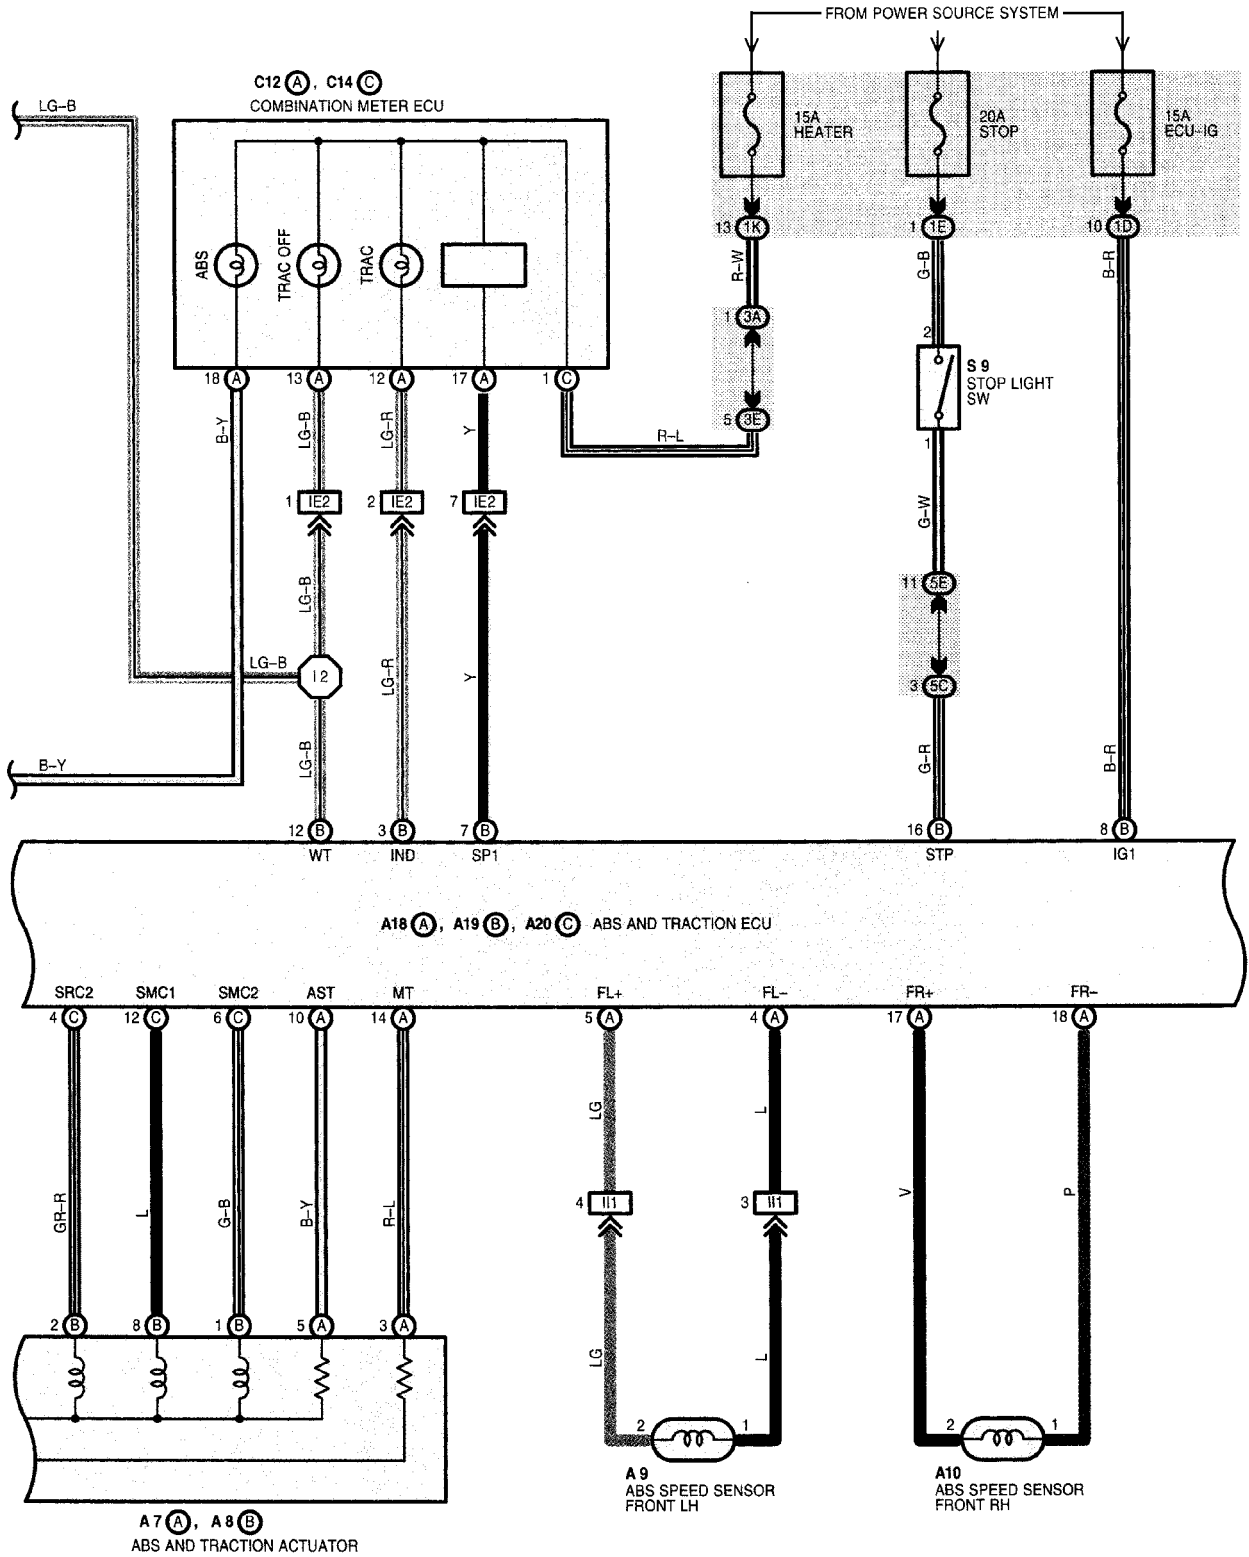 FROM POWER SOURCE SYSTEM
C12 A, C14 C
COMBINATION METER ECU
LG-B
15A
HEATER
20A
STOP
15A
ECU-IG
13 1K
1 1E
10 1D
ABS
TRAC OFF
TRAC
R-W
G-B
B-R
1 3A
2
S 9
STOP LIGHT
SW
18 A
13 A
12 A
17 A
1 C
5 3E
1
B-Y
LG-B
LG-R
Y
R-L
G-W
1 IE2
2 IE2
7 IE2
11 5E
LG-B
LG-R
Y
LG-B
I2
3 5C
B-Y
LG-B
G-R
B-R
12 B
3 B
7 B
16 B
8 B
WT
IND
SP1
STP
IG1
A18 A, A19 B, A20 C ABS AND TRACTION ECU
SRC2
SMC1
SMC2
AST
MT
FL+
FL-
FR+
FR-
4 C
12 C
6 C
10 A
14 A
5 A
4 A
17 A
18 A
LG
L
GR-R
L
G-B
B-Y
R-L
4 II1
3 II1
V
P
2 B
8 B
1 B
5 A
3 A
LG
L
2
1
2
1
A 9
ABS SPEED SENSOR
FRONT LH
A10
ABS SPEED SENSOR
FRONT RH
A 7 A, A 8 B
ABS AND TRACTION ACTUATOR